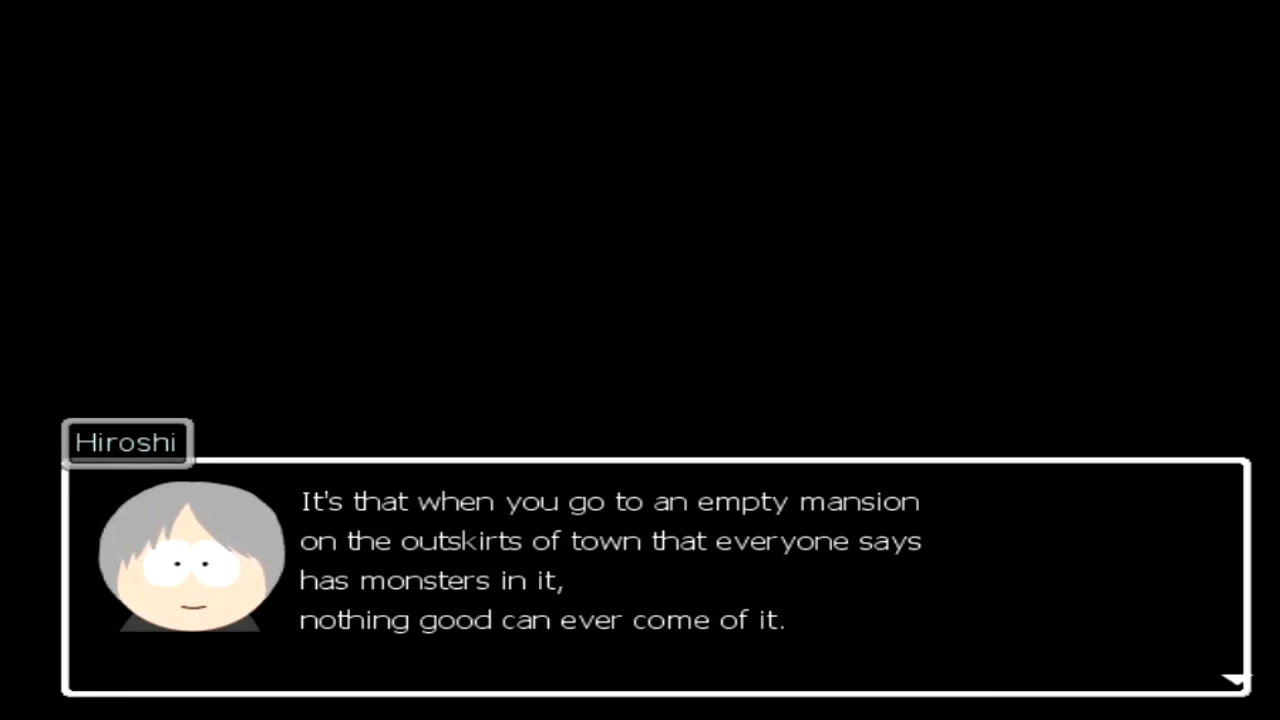 Hiroshi
It's that when you go to an empty mansion
on the outskirts of town that everyone says
has monsters in it,
nothing good can ever come of it.